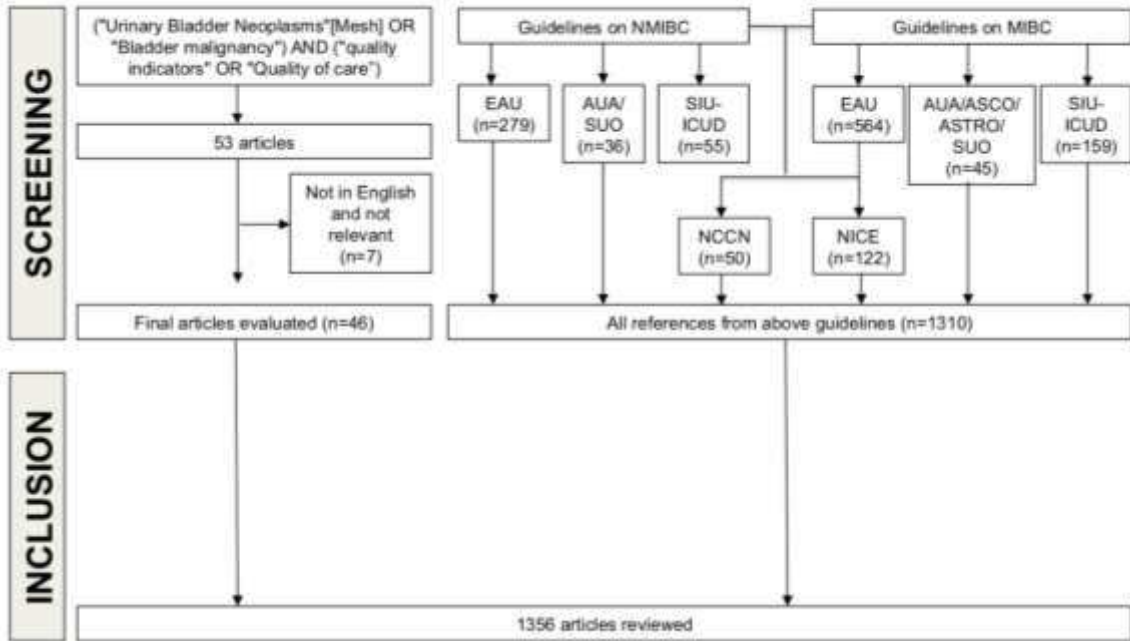 SCREENING
("Urinary Bladder Neoplasms"[Mesh] OR
"Bladder malignancy") AND ("quality
indicators" OR "Quality of care")
53 articles
Not in English
and not
relevant
(n=7)
Final articles evaluated (n=46)
Guidelines on NMIBC
Guidelines on MIBC
EAU
(n=279)
AUA/
SUO
(n=36)
SIU-
ICUD
(n=55)
EAU
(n=564)
AUA/ASCO/
ASTRO/
SUO
(n=45)
SIU-
ICUD
(n=159)
NCCN
(n=50)
NICE
(n=122)
All references from above guidelines (n=1310)
INCLUSION
1356 articles reviewed